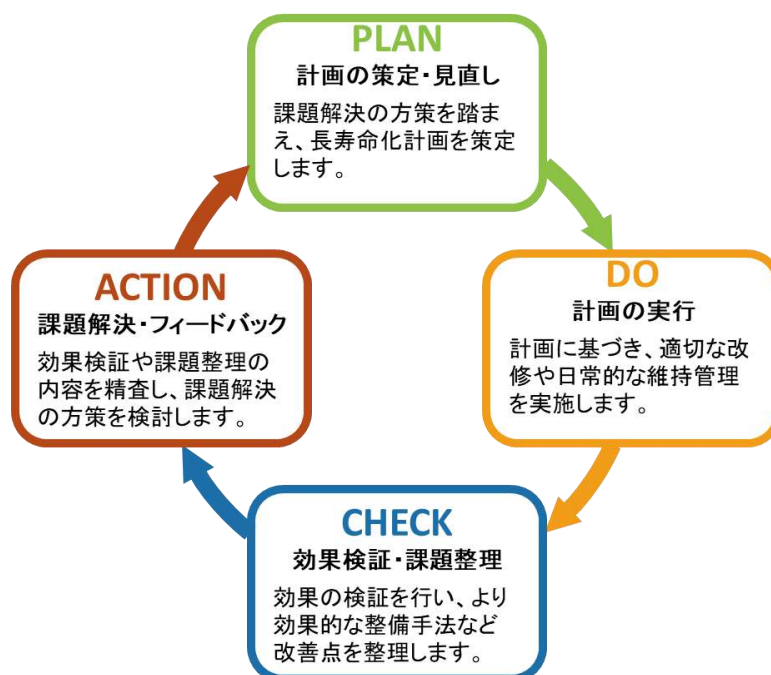 PLAN
計画の策定・見直し
課題解決の方策を踏ま
え、長寿命化計画を策定
します。
DO
計画の実行
計画に基づき、適切な改
修や日常的な維持管理
を実施します。
CHECK
効果検証・課題整理
効果の検証を行い、より
効果的な整備手法など
改善点を整理します。
ACTION
課題解決・フィードバック
効果検証や課題整理の
内容を精査し、課題解決
の方策を検討します。